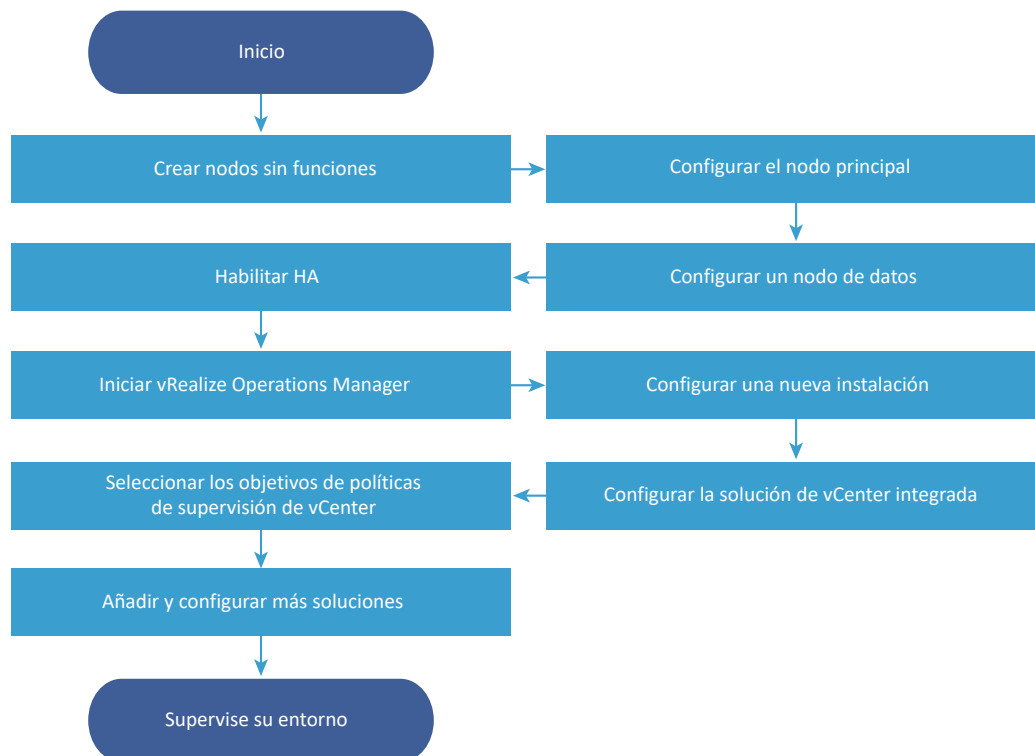 Inicio
Crear nodos sin funciones
Configurar el nodo principal
Habilitar HA
Configurar un nodo de datos
Iniciar vRealize Operations Manager
Configurar una nueva instalación
Seleccionar los objetivos de políticas
de supervisión de vCenter
Configurar la solución de vCenter integrada
Añadir y configurar más soluciones
Supervise su entorno